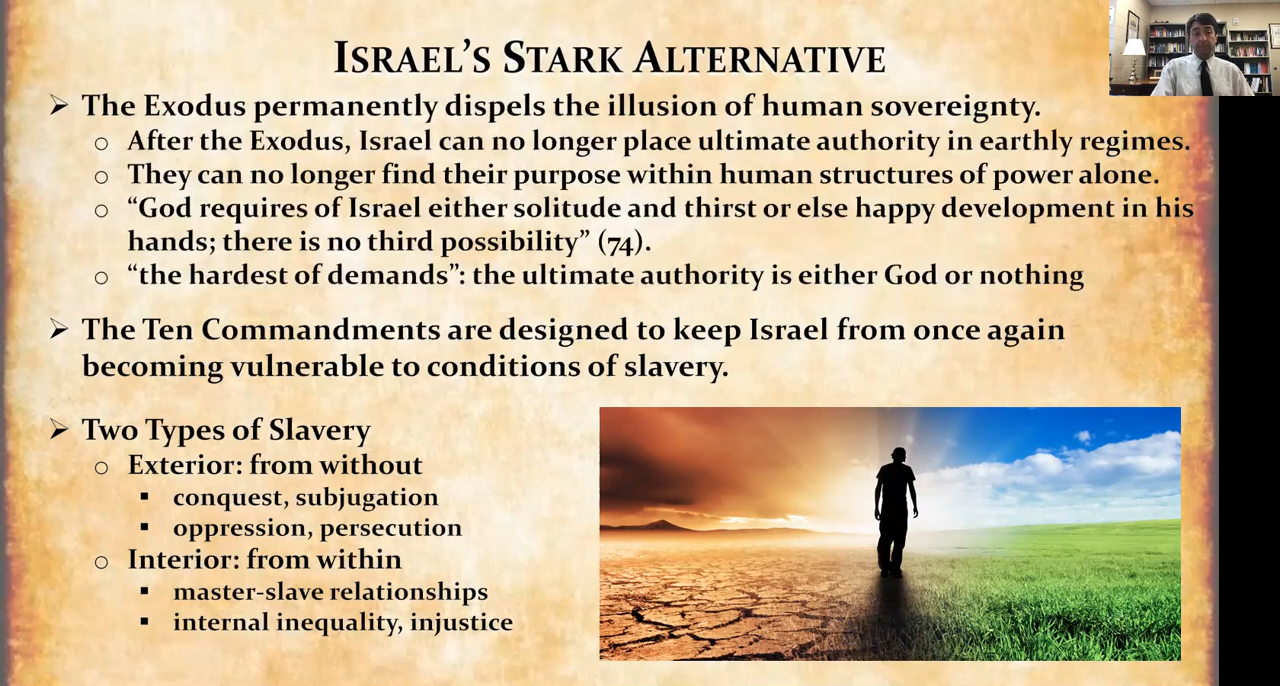 ISRAEL'S STARK ALTERNATIVE
➢ The Exodus permanently dispels the illusion of human sovereignty.
○ After the Exodus, Israel can no longer place ultimate authority in earthly regimes.
○ They can no longer find their purpose within human structures of power alone.
○ “God requires of Israel either solitude and thirst or else happy development in his
hands; there is no third possibility” (74).
○ “the hardest of demands”: the ultimate authority is either God or nothing
➢ The Ten Commandments are designed to keep Israel from once again
becoming vulnerable to conditions of slavery.
➢ Two Types of Slavery
○ Exterior: from without
▪ conquest, subjugation
▪ oppression, persecution
○ Interior: from within
▪ master-slave relationships
▪ internal inequality, injustice